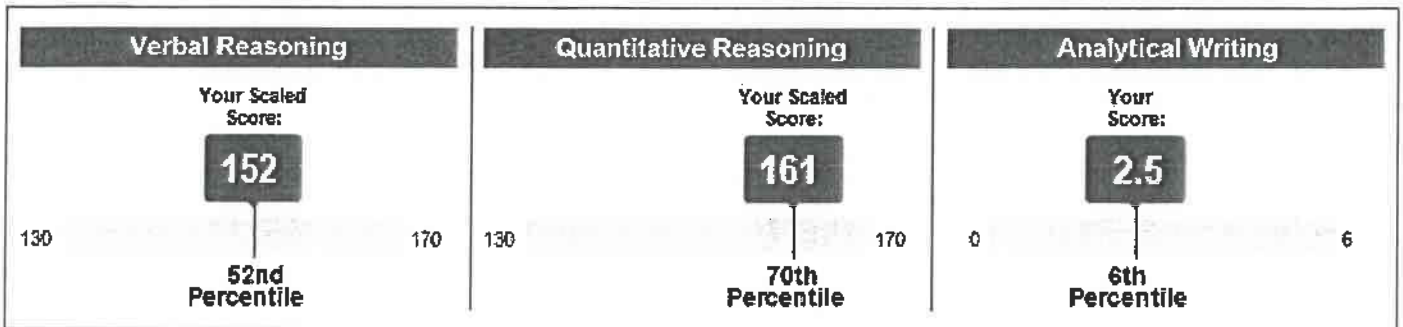 Verbal Reasoning
Your Scaled
Score:
152
130
170
52nd
Percentile
Quantitative Reasoning
Your Scaled
Score:
161
130
170
70th
Percentile
Analytical Writing
Your
Score:
2.5
0
6
6th
Percentile